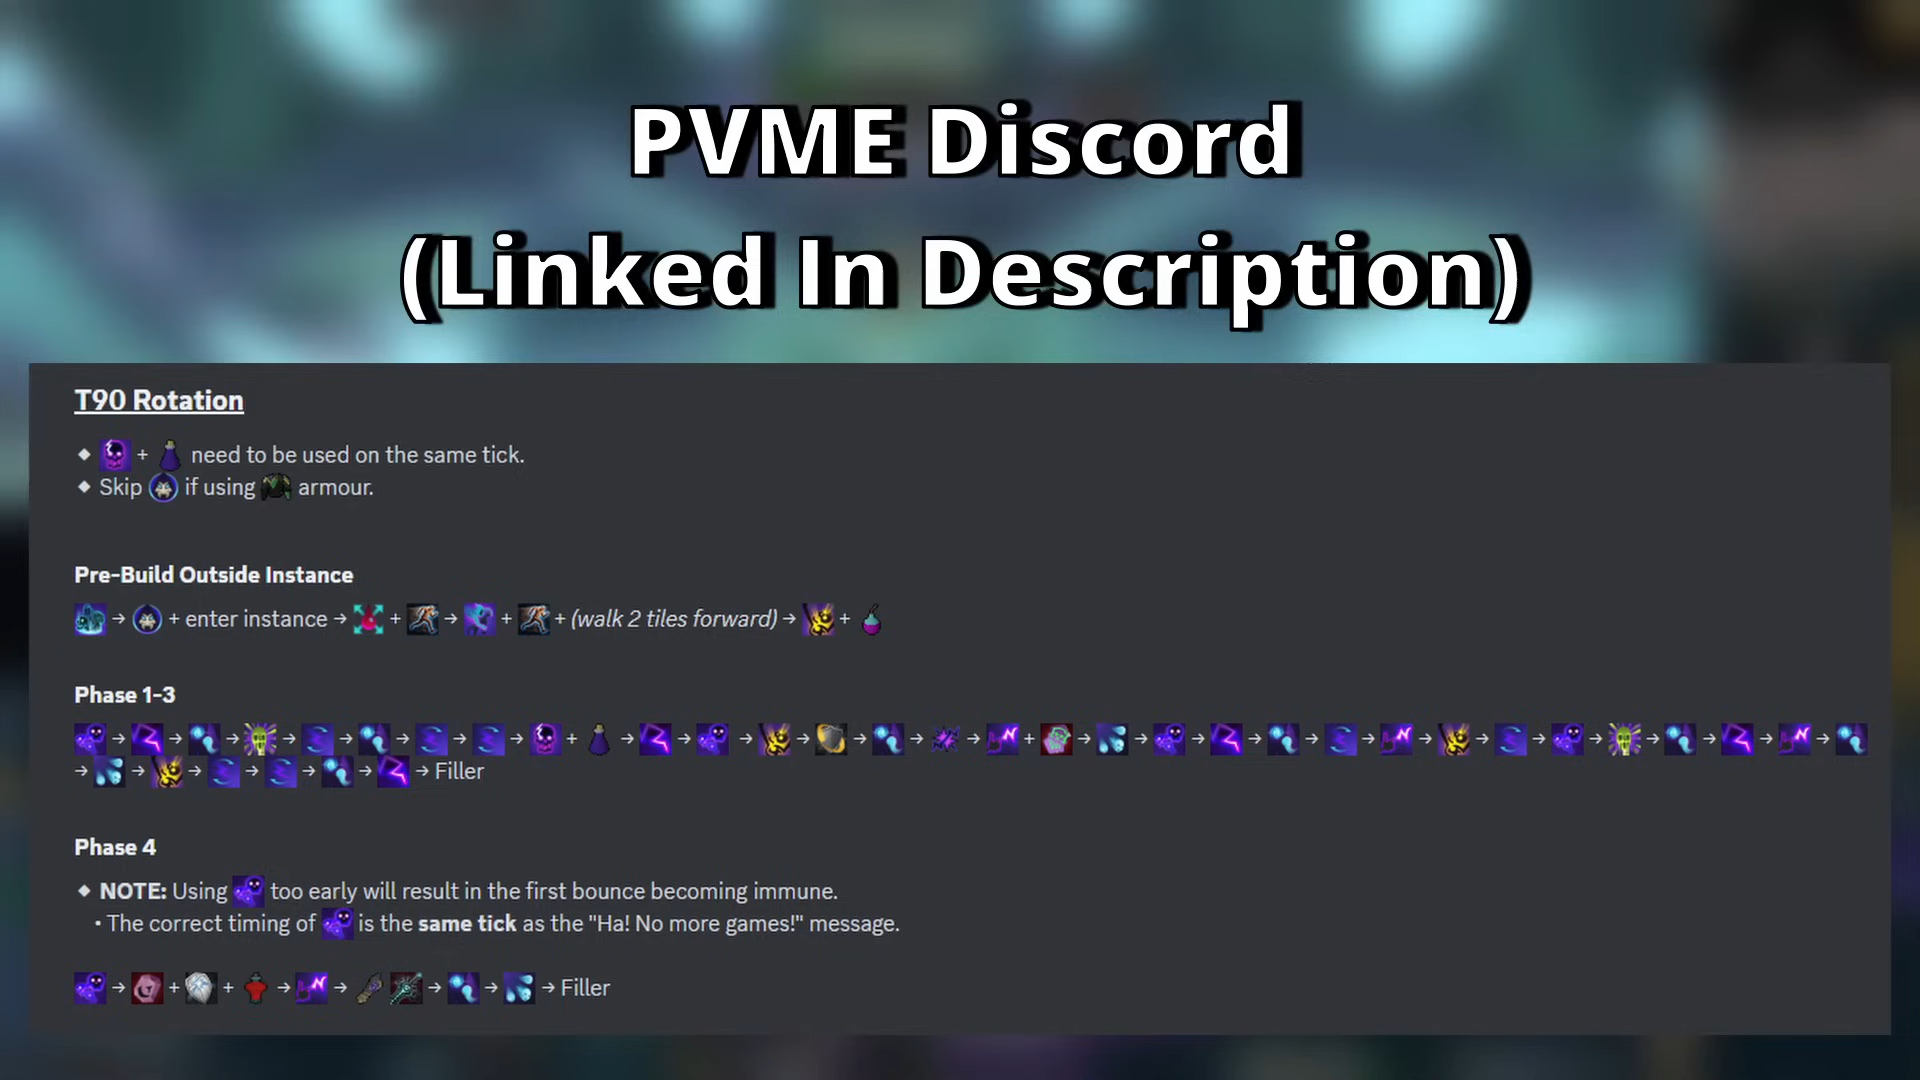 PVME Discord
(Linked In Description)
T90 Rotation
◆ + need to be used on the same tick.
◆ Skip if using armour.
Pre-Build Outside Instance
→ + enter instance → + → + + (walk 2 tiles forward) → +
Phase 1-3
→ → → → → → → → + → → → → → → → + → → → → → → → → → → → → → →
→ → → → → → → Filler
Phase 4
◆ NOTE: Using too early will result in the first bounce becoming immune.
• The correct timing of is the same tick as the "Ha! No more games!" message.
→ + + → → → → → Filler